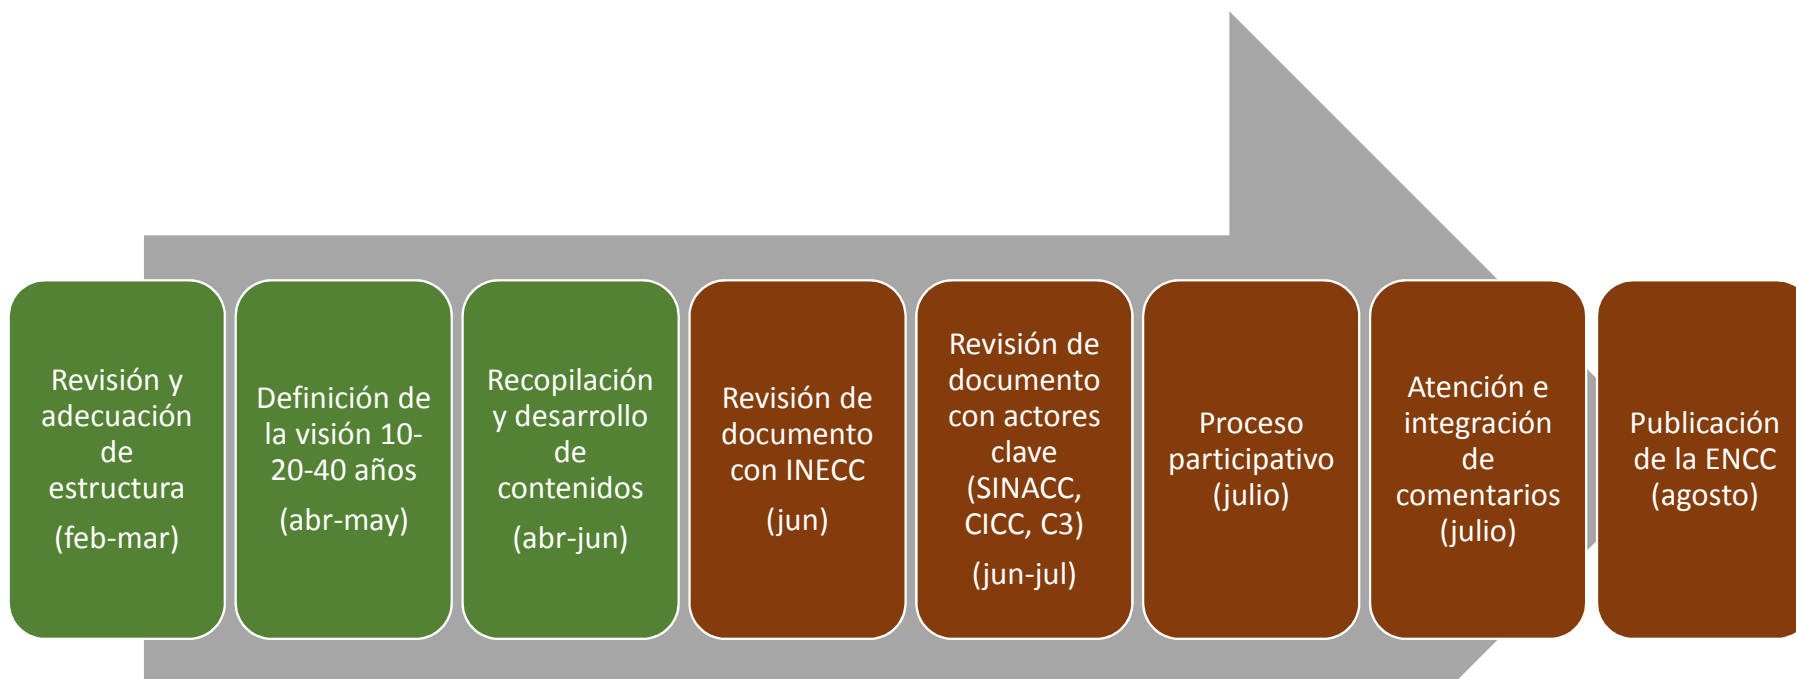 Revisión y
adecuación
de
estructura
(feb-mar)
Definición de
la visión 10-
20-40 años
(abr-may)
Recopilación
y desarrollo
de
contenidos
(abr-jun)
Revisión de
documento
con INECC
(jun)
Revisión de
documento
con actores
clave
(SINACC,
CICC, C3)
(jun-jul)
Proceso
participativo
(julio)
Atención e
integración
de
comentarios
(julio)
Publicación
de la ENCC
(agosto)